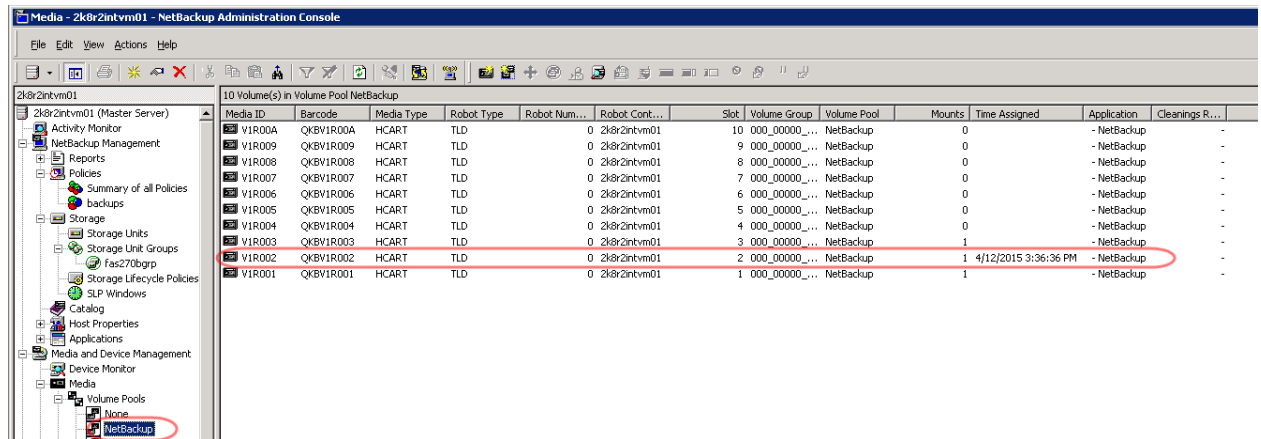 Media - 2k8r2intvm01 - NetBackup Administration Console
File Edit View Actions Help
2k8r2intvm01
10 Volume(s) in Volume Pool NetBackup
2k8r2intvm01 (Master Server)
Activity Monitor
NetBackup Management
Reports
Policies
Summary of all Policies
backups
Storage
Storage Units
Storage Unit Groups
fas270bgrp
Storage Lifecycle Policies
SLP Windows
Catalog
Host Properties
Applications
Media and Device Management
Device Monitor
Media
Volume Pools
None
NetBackup
Media ID Barcode Media Type Robot Type Robot Num... Robot Cont... Slot Volume Group Volume Pool Mounts Time Assigned Application Cleanings R...
V1R00A QKBV1R00A HCART TLD 0 2k8r2intvm01 10 000_00000_... NetBackup 0 - NetBackup -
V1R009 QKBV1R009 HCART TLD 0 2k8r2intvm01 9 000_00000_... NetBackup 0 - NetBackup -
V1R008 QKBV1R008 HCART TLD 0 2k8r2intvm01 8 000_00000_... NetBackup 0 - NetBackup -
V1R007 QKBV1R007 HCART TLD 0 2k8r2intvm01 7 000_00000_... NetBackup 0 - NetBackup -
V1R006 QKBV1R006 HCART TLD 0 2k8r2intvm01 6 000_00000_... NetBackup 0 - NetBackup -
V1R005 QKBV1R005 HCART TLD 0 2k8r2intvm01 5 000_00000_... NetBackup 0 - NetBackup -
V1R004 QKBV1R004 HCART TLD 0 2k8r2intvm01 4 000_00000_... NetBackup 0 - NetBackup -
V1R003 QKBV1R003 HCART TLD 0 2k8r2intvm01 3 000_00000_... NetBackup 1 - NetBackup -
V1R002 QKBV1R002 HCART TLD 0 2k8r2intvm01 2 000_00000_... NetBackup 1 4/12/2015 3:36:36 PM - NetBackup -
V1R001 QKBV1R001 HCART TLD 0 2k8r2intvm01 1 000_00000_... NetBackup 1 - NetBackup -